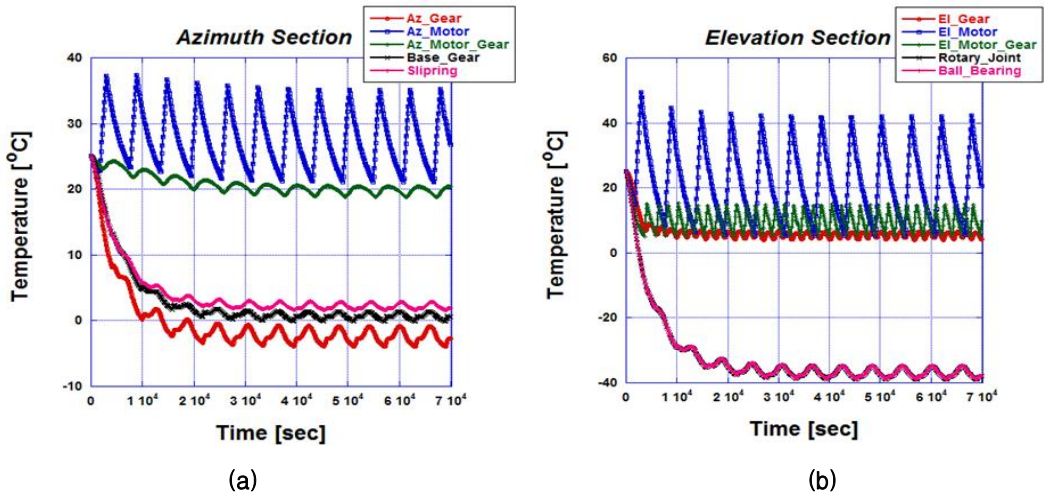 Azimuth Section
Az_Gear
Az_Motor
Az_Motor_Gear
Base_Gear
Slipring
Temperature [°C]
40
30
20
10
0
-10
0 1 10⁴ 2 10⁴ 3 10⁴ 4 10⁴ 5 10⁴ 6 10⁴ 7 10⁴
Time [sec]
(a)
Elevation Section
El_Gear
El_Motor
El_Motor_Gear
Rotary_Joint
Ball_Bearing
Temperature [°C]
60
40
20
0
-20
-40
0 1 10⁴ 2 10⁴ 3 10⁴ 4 10⁴ 5 10⁴ 6 10⁴ 7 10⁴
Time [sec]
(b)